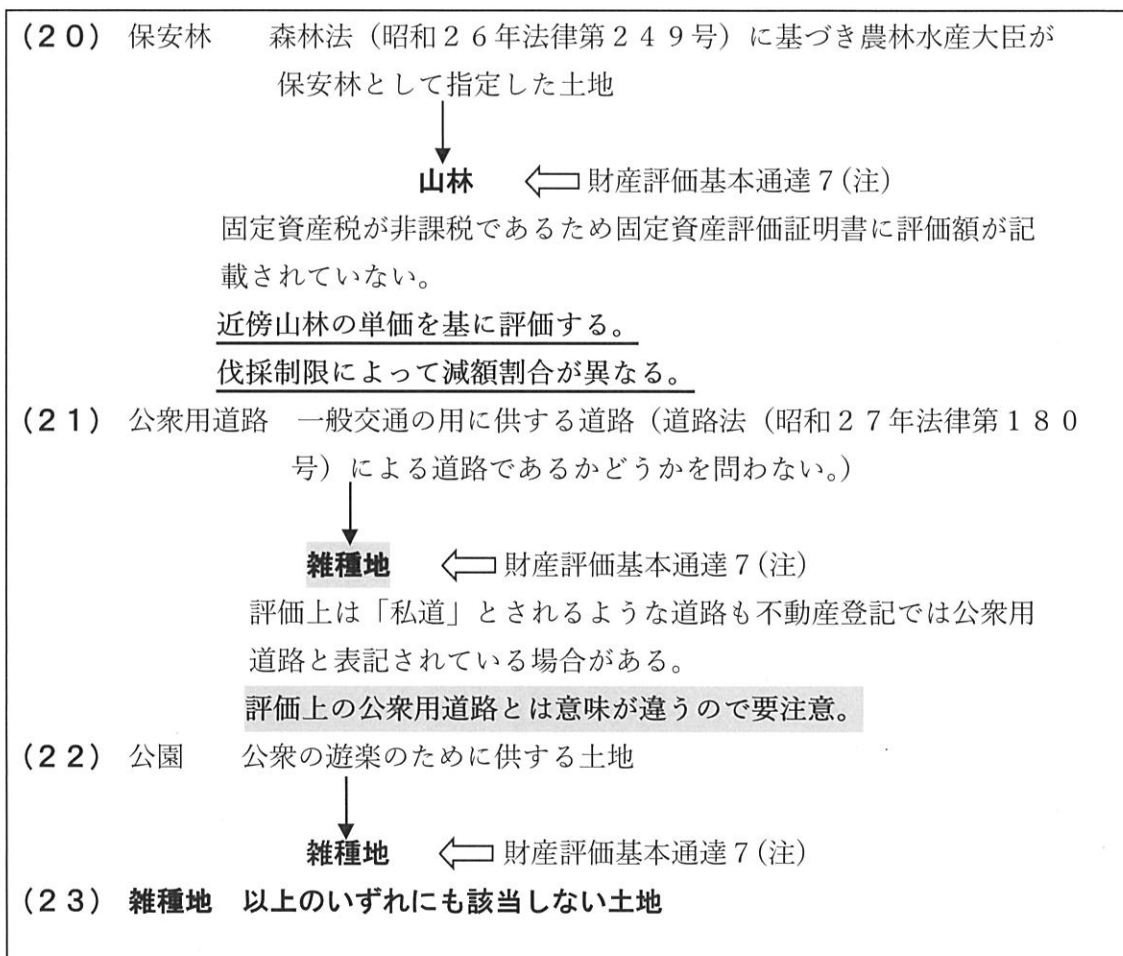 (20) 保安林 森林法（昭和２６年法律第２４９号）に基づき農林水産大臣が
保安林として指定した土地
山林 財産評価基本通達７(注)
固定資産税が非課税であるため固定資産評価証明書に評価額が記
載されていない。
近傍山林の単価を基に評価する。
伐採制限によって減額割合が異なる。
(21) 公衆用道路 一般交通の用に供する道路（道路法（昭和２７年法律第１８０
号）による道路であるかどうかを問わない。）
雑種地 財産評価基本通達７(注)
評価上は「私道」とされるような道路も不動産登記では公衆用
道路と表記されている場合がある。
評価上の公衆用道路とは意味が違うので要注意。
(22) 公園 公衆の遊楽のために供する土地
雑種地 財産評価基本通達７(注)
(23) 雑種地 以上のいずれにも該当しない土地